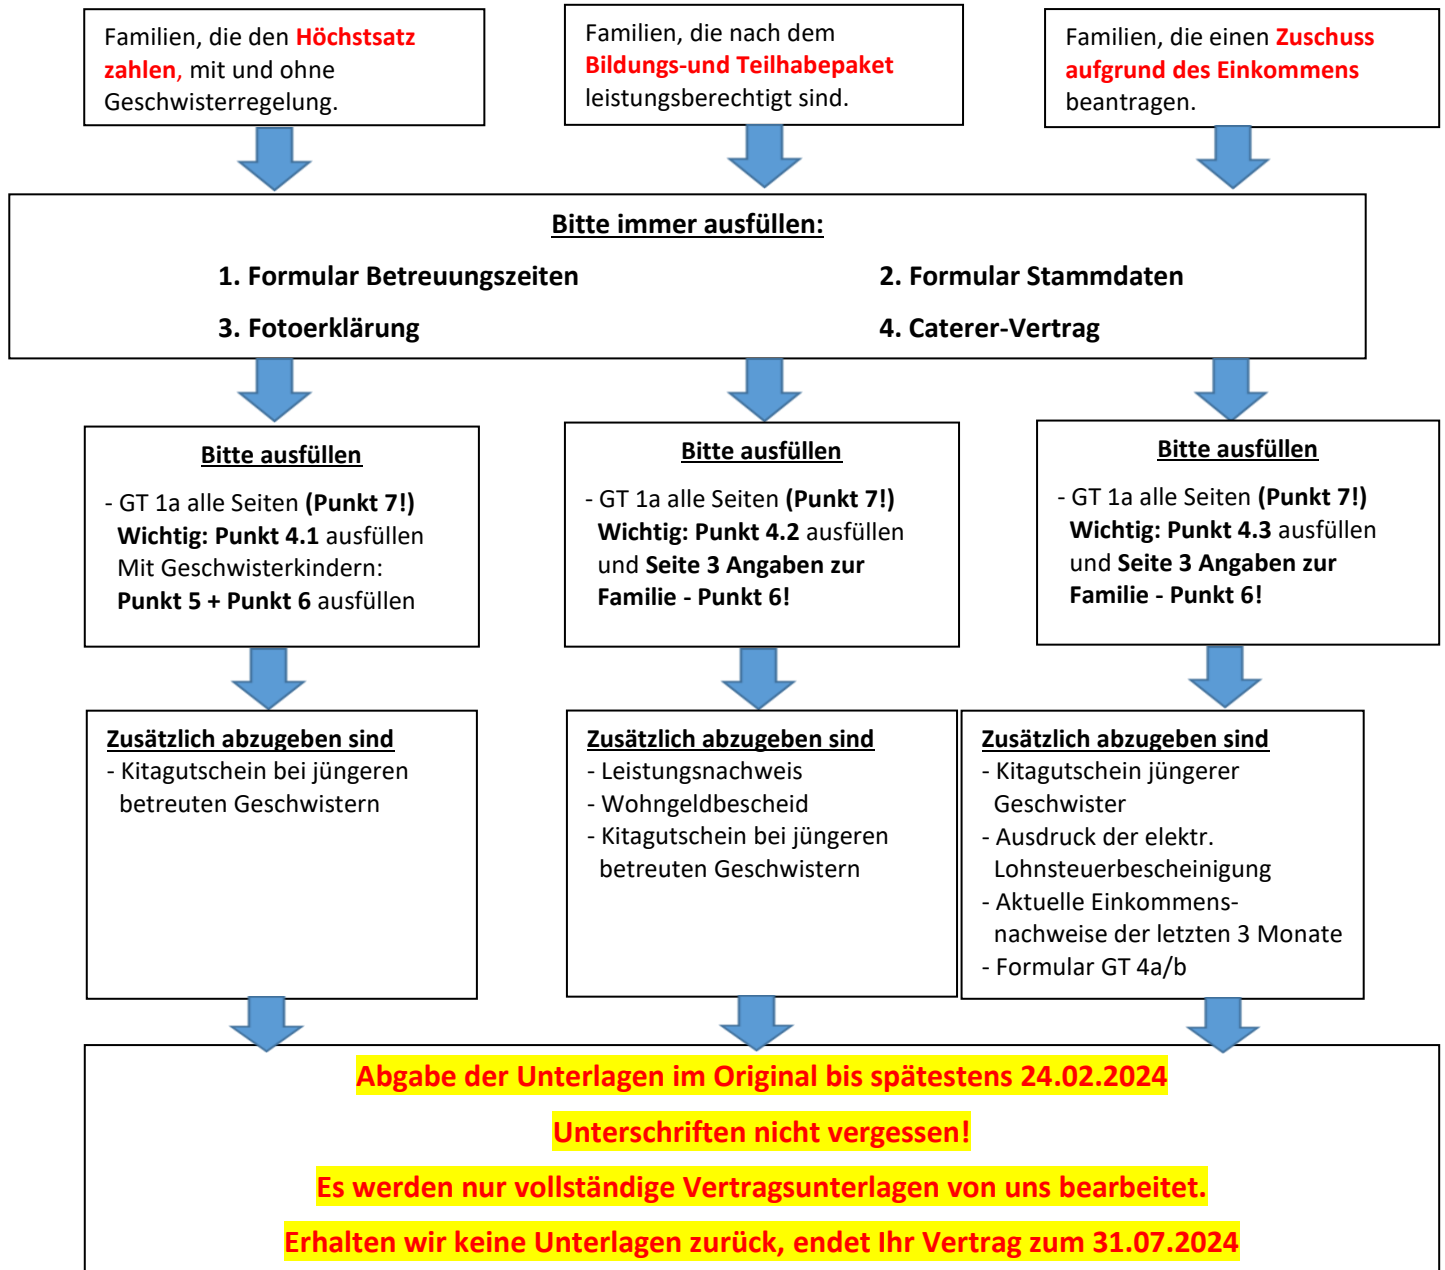 Familien, die den Höchstsatz
zahlen, mit und ohne
Geschwisterregelung.
Familien, die nach dem
Bildungs-und Teilhabepaket
leistungsberechtigt sind.
Familien, die einen Zuschuss
aufgrund des Einkommens
beantragen.
Bitte immer ausfüllen:
1. Formular Betreuungszeiten
2. Formular Stammdaten
3. Fotoerklärung
4. Caterer-Vertrag
Bitte ausfüllen
- GT 1a alle Seiten (Punkt 7!)
Wichtig: Punkt 4.1 ausfüllen
Mit Geschwisterkindern:
Punkt 5 + Punkt 6 ausfüllen
Bitte ausfüllen
- GT 1a alle Seiten (Punkt 7!)
Wichtig: Punkt 4.2 ausfüllen
und Seite 3 Angaben zur
Familie - Punkt 6!
Bitte ausfüllen
- GT 1a alle Seiten (Punkt 7!)
Wichtig: Punkt 4.3 ausfüllen
und Seite 3 Angaben zur
Familie - Punkt 6!
Zusätzlich abzugeben sind
- Kitagutschein bei jüngeren
betreuten Geschwistern
Zusätzlich abzugeben sind
- Leistungsnachweis
- Wohngeldbescheid
- Kitagutschein bei jüngeren
betreuten Geschwistern
Zusätzlich abzugeben sind
- Kitagutschein jüngerer
Geschwister
- Ausdruck der elektr.
Lohnsteuerbescheinigung
- Aktuelle Einkommens-
nachweise der letzten 3 Monate
- Formular GT 4a/b
Abgabe der Unterlagen im Original bis spätestens 24.02.2024
Unterschriften nicht vergessen!
Es werden nur vollständige Vertragsunterlagen von uns bearbeitet.
Erhalten wir keine Unterlagen zurück, endet Ihr Vertrag zum 31.07.2024